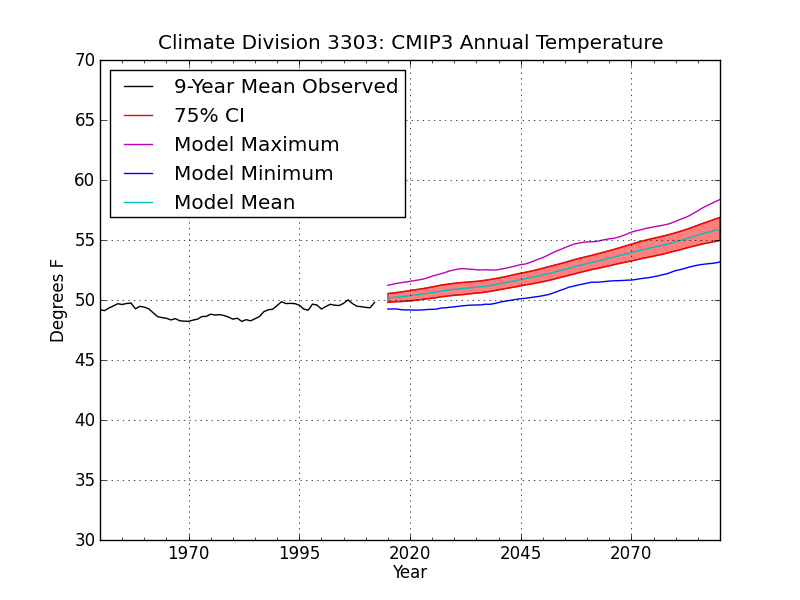 Climate Division 3303: CMIP3 Annual Temperature
70
65
60
55
50
45
40
35
30
Degrees F
9-Year Mean Observed
75% CI
Model Maximum
Model Minimum
Model Mean
1970 1995 2020 2045 2070
Year